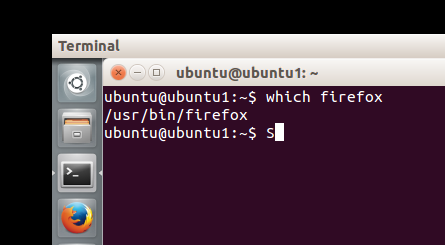 Terminal
ubuntu@ubuntu1: ~
ubuntu@ubuntu1:~$ which firefox
/usr/bin/firefox
ubuntu@ubuntu1:~$ S